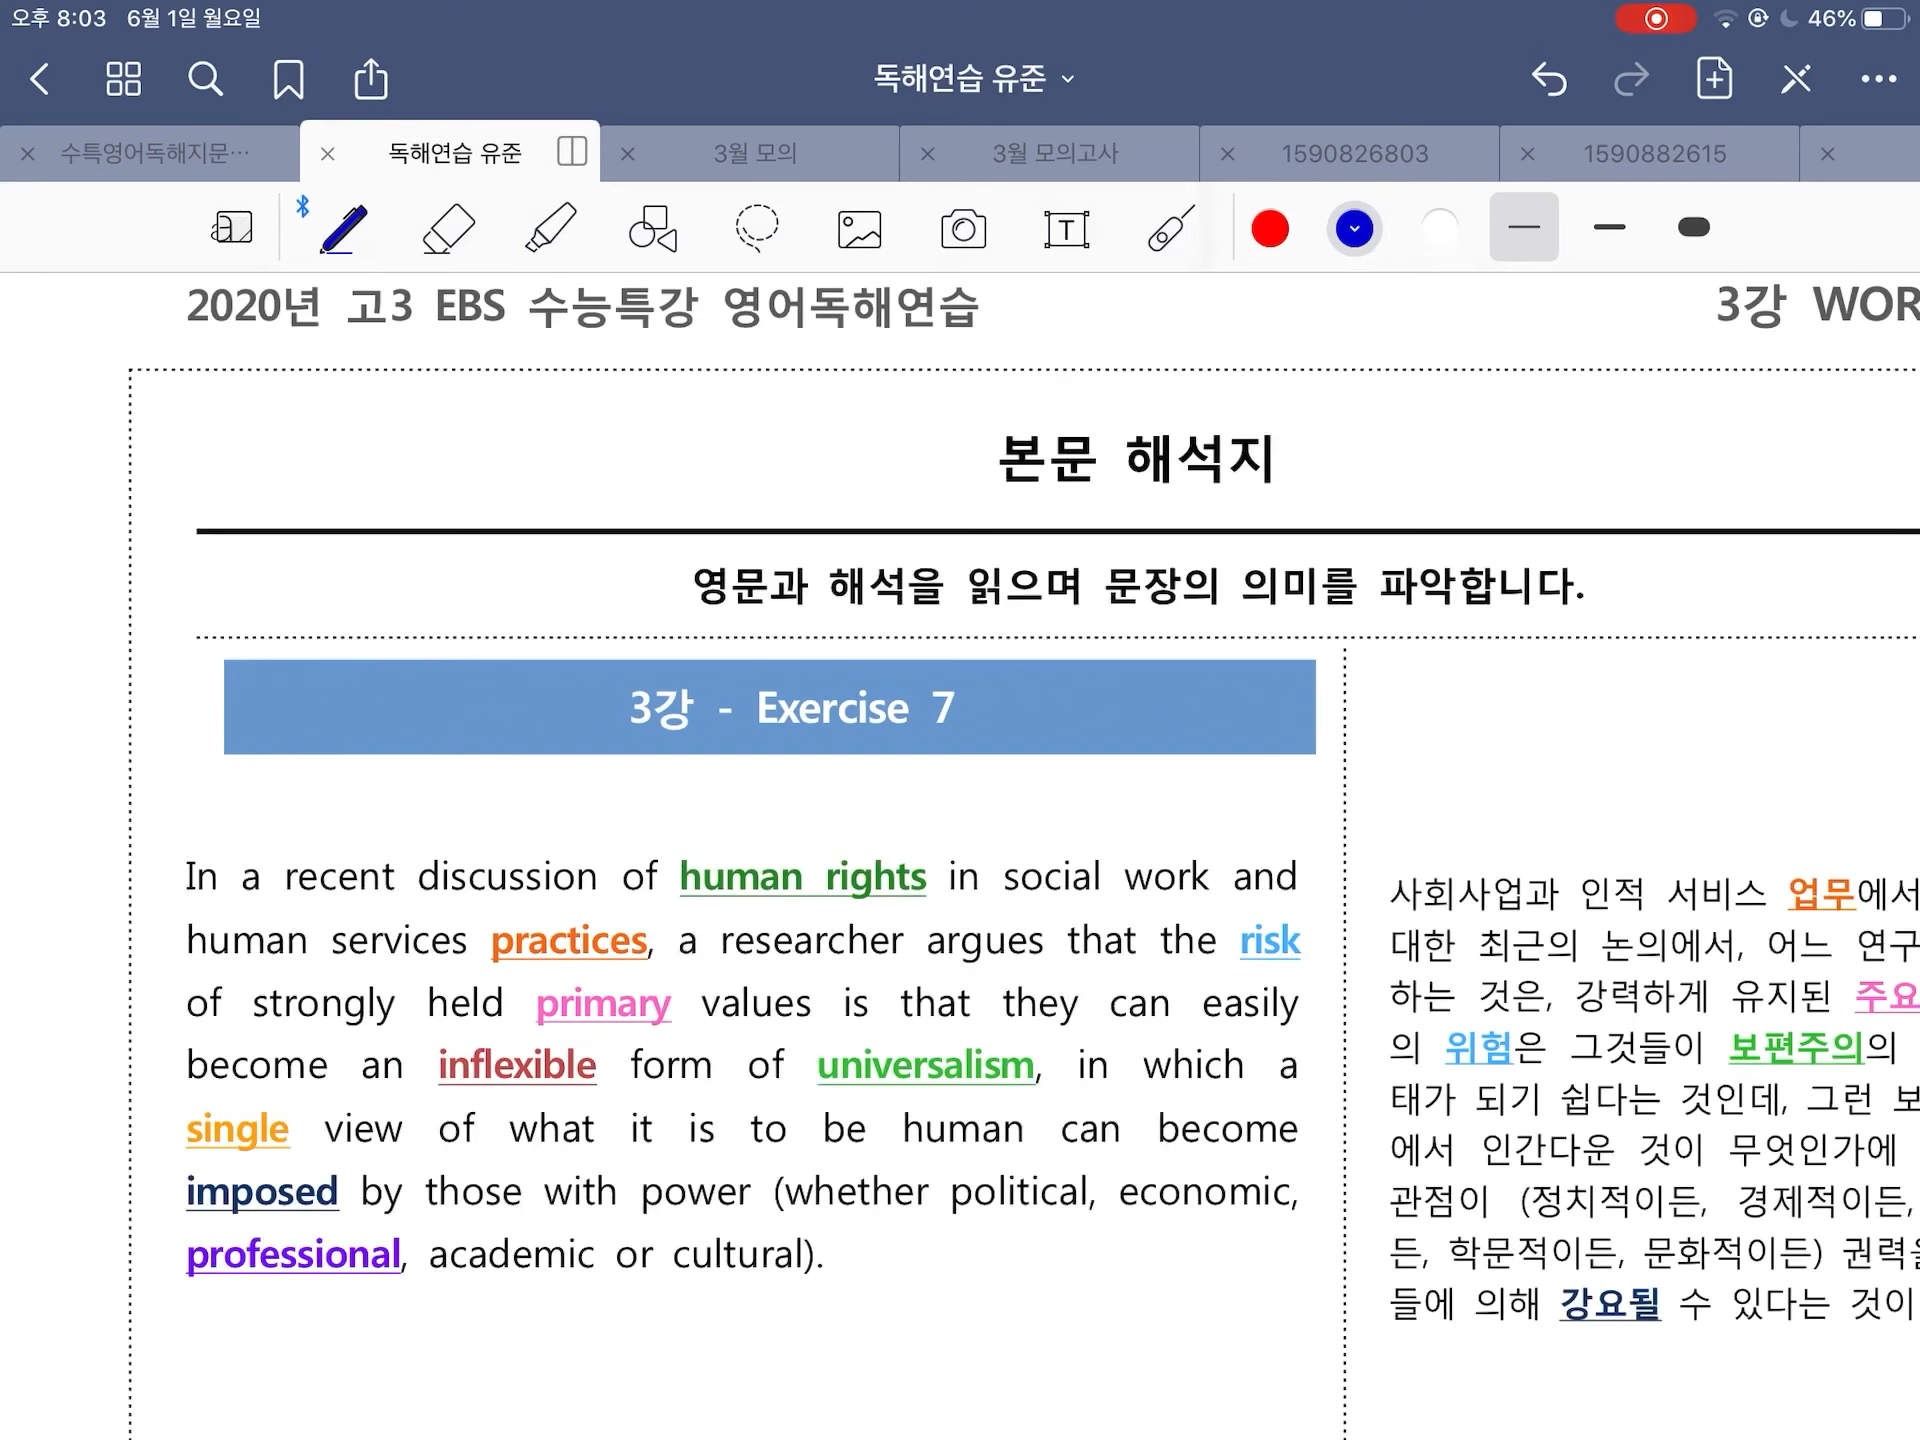 오후 8:03 6월 1일 월요일
46%
독해연습 유준
수특영어독해지문…
독해연습 유준
3월 모의
3월 모의고사
1590826803
1590882615
2020년 고3 EBS 수능특강 영어독해연습
3강 WOR
본문 해석지
영문과 해석을 읽으며 문장의 의미를 파악합니다.
3강 - Exercise 7
In a recent discussion of human rights in social work and
human services practices, a researcher argues that the risk
of strongly held primary values is that they can easily
become an inflexible form of universalism, in which a
single view of what it is to be human can become
imposed by those with power (whether political, economic,
professional, academic or cultural).
사회사업과 인적 서비스 업무에서
대한 최근의 논의에서, 어느 연구
하는 것은, 강력하게 유지된 주요
의 위험은 그것들이 보편주의의
태가 되기 쉽다는 것인데, 그런 보
에서 인간다운 것이 무엇인가에
관점이 (정치적이든, 경제적이든,
든, 학문적이든, 문화적이든) 권력을
들에 의해 강요될 수 있다는 것이